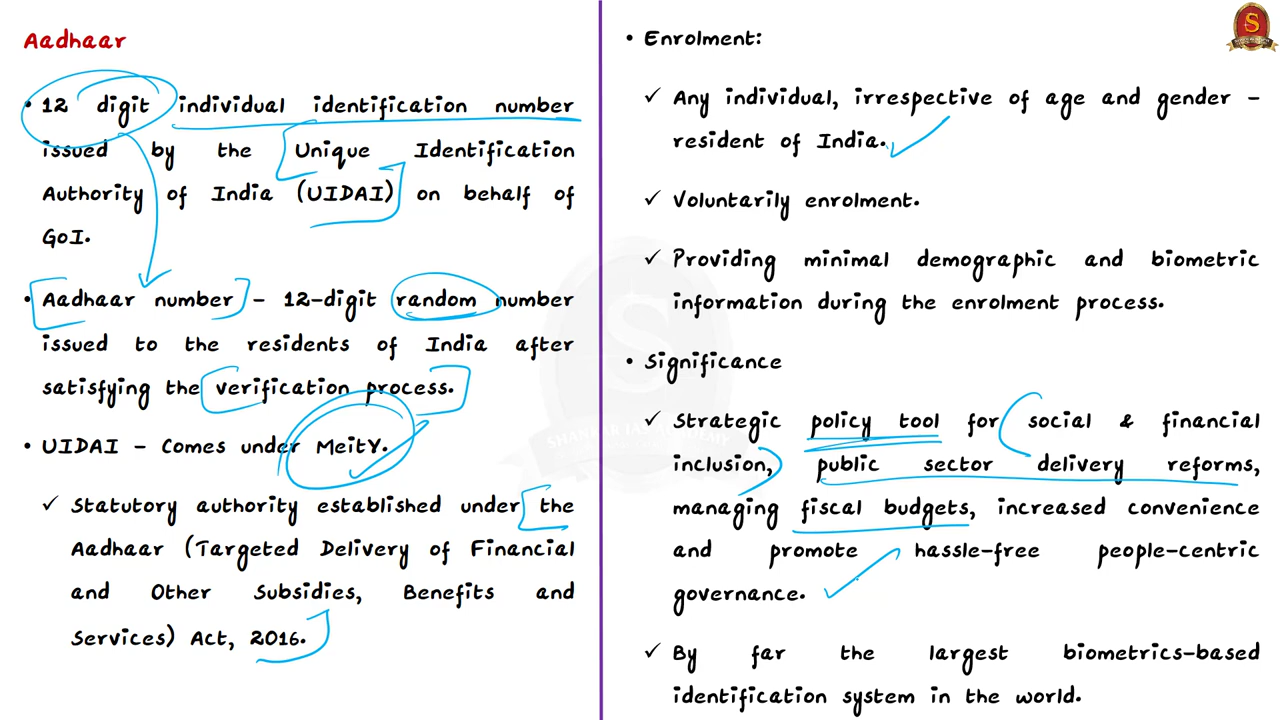 Aadhaar
• 12 digit individual identification number
issued by the Unique Identification
Authority of India (UIDAI) on behalf of
GoI.
• Aadhaar number – 12-digit random number
issued to the residents of India after
satisfying the verification process.
• UIDAI – Comes under MeitY.
✓ Statutory authority established under the
Aadhaar (Targeted Delivery of Financial
and Other Subsidies, Benefits and
Services) Act, 2016.
• Enrolment:
✓ Any individual, irrespective of age and gender –
resident of India.
✓ Voluntarily enrolment.
✓ Providing minimal demographic and biometric
information during the enrolment process.
• Significance
✓ Strategic policy tool for social & financial
inclusion, public sector delivery reforms,
managing fiscal budgets, increased convenience
and promote hassle-free people-centric
governance.
✓ By far the largest biometrics-based
identification system in the world.
S
SHANKAR IAS ACADEMY